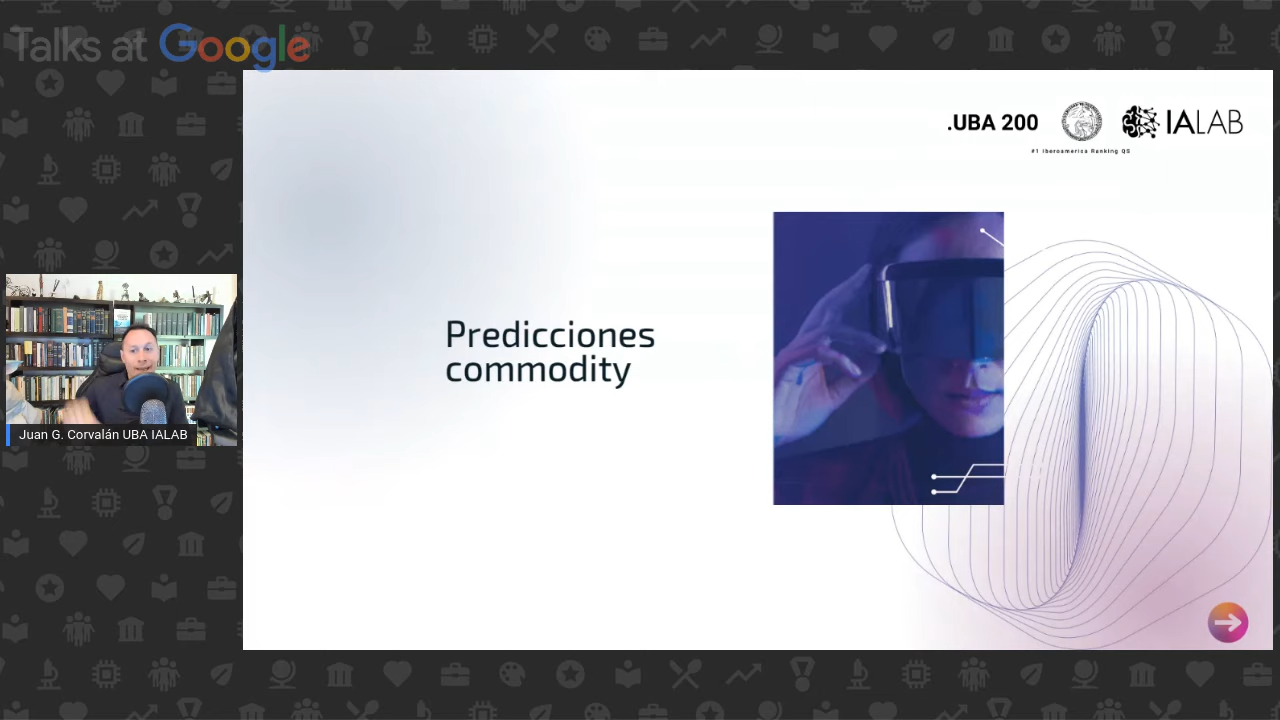 Talks at Google
.UBA 200
IALAB
#1 Iberoamerica Ranking QS
Predicciones
commodity
Juan G. Corvalán UBA IALAB